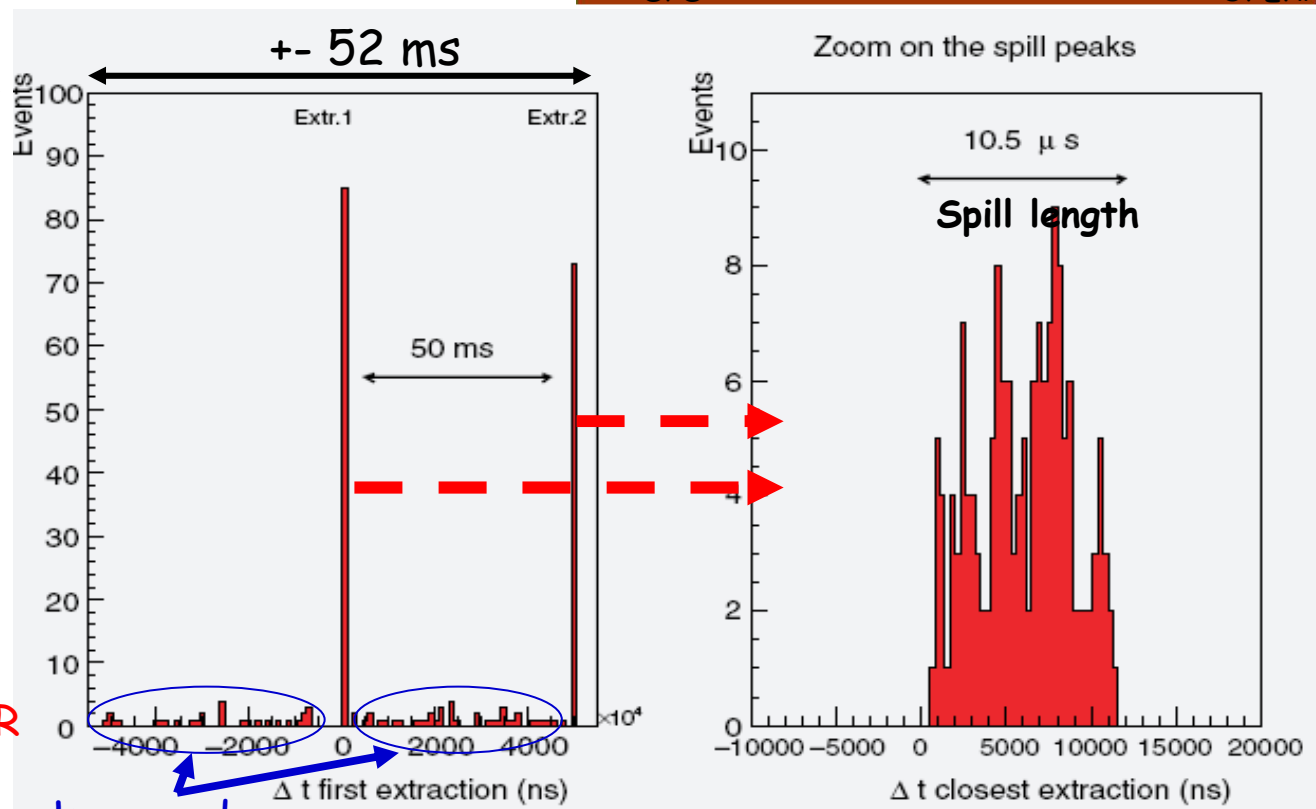 +- 52 ms
Zoom on the spill peaks
Events
100
90
80
70
60
50
40
30
20
10
0
Extr.1
Extr.2
50 ms
−4000
−2000
0
2000
4000
×10⁴
Δ t first extraction (ns)
R
Events
10
8
6
4
2
0
10.5 μ s
Spill length
−10000
−5000
0
5000
10000
15000
20000
Δ t closest extraction (ns)